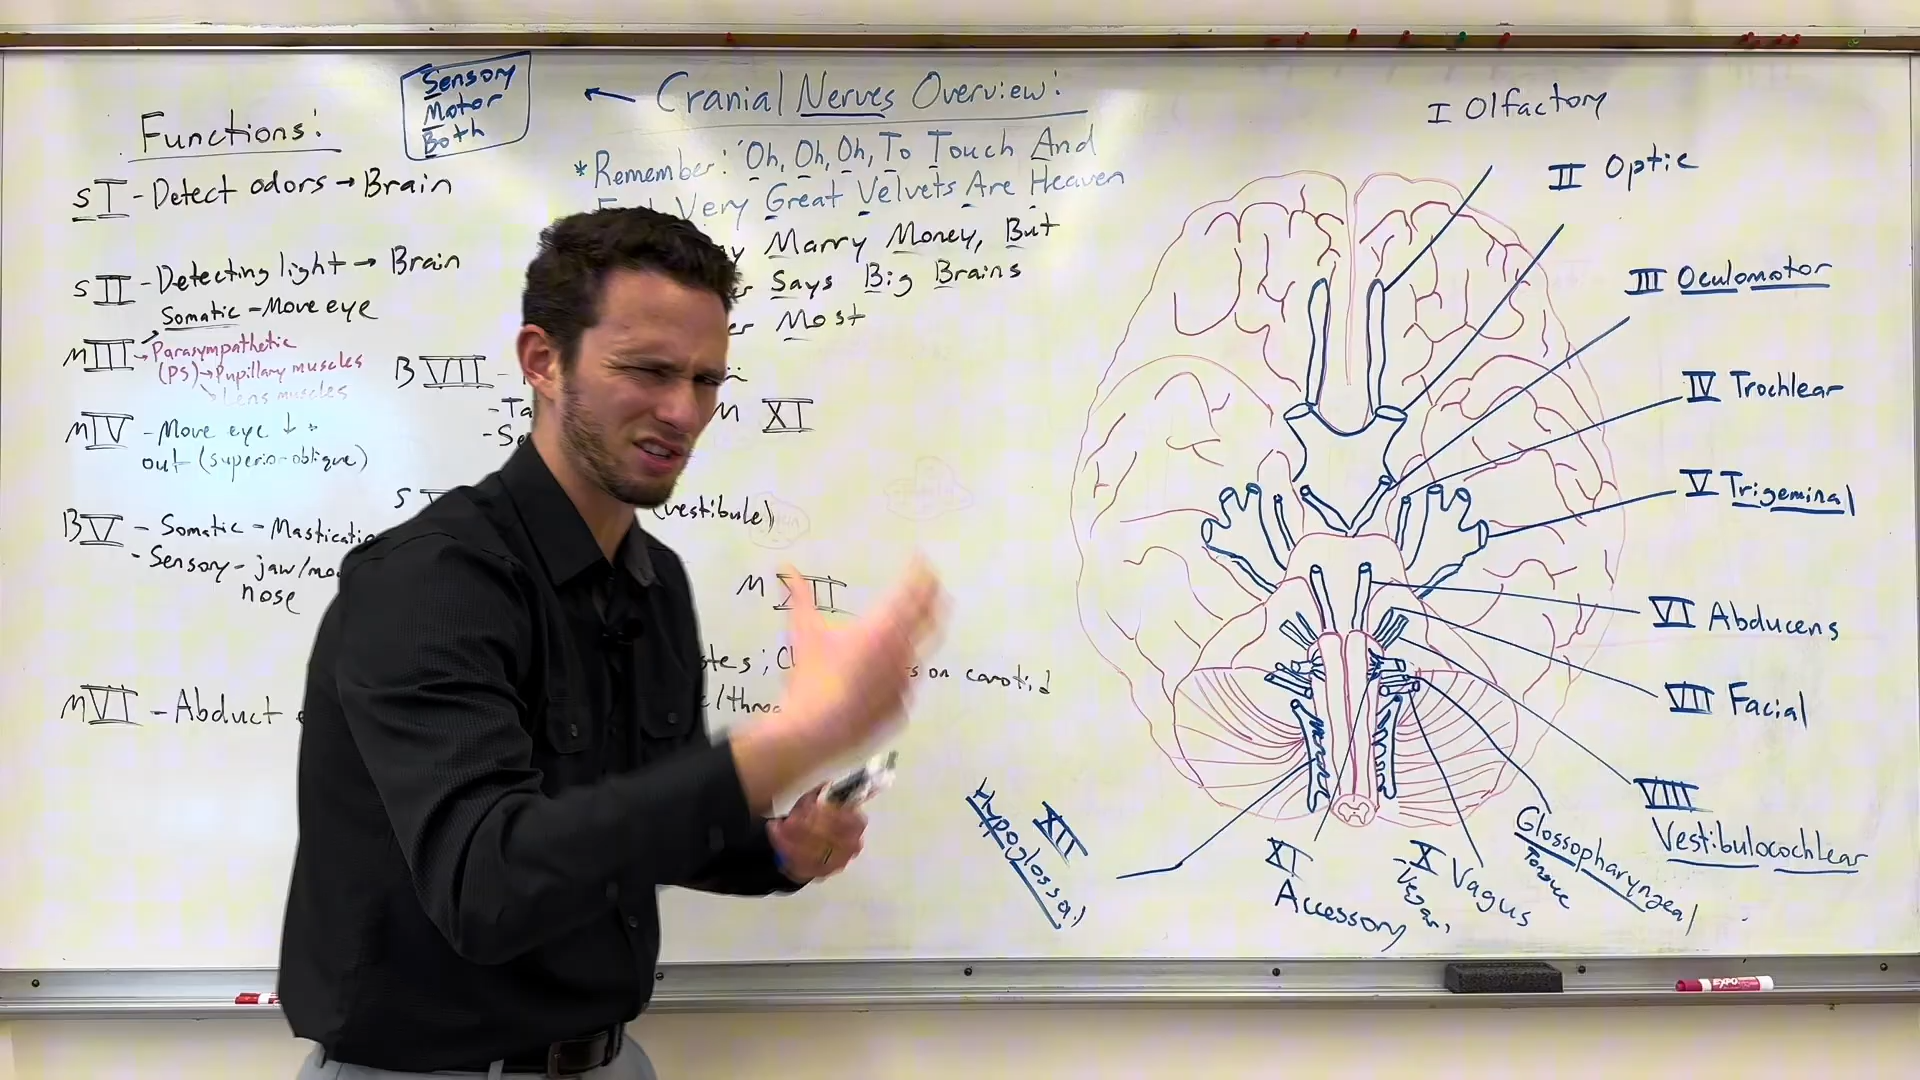 Sensory
Motor
Both
← Cranial Nerves Overview:
* Remember: "Oh, Oh, Oh, To Touch And
Very Great Velvets Are Heaven
Marry Money, But
Says Big Brains
Most
Functions:
S I - Detect odors → Brain
S II - Detecting light → Brain
Somatic - Move eye
M III → Parasympathetic
(PS) → Pupillary muscles
Lens muscles
M IV - Move eye ↓
out (superior-oblique)
B V - Somatic -
- Sensory - jaw/
nose
M VI - Abduct
B VII -
S
(vestibule)
M XI
M XII
on carotid
I Olfactory
II Optic
III Oculomotor
IV Trochlear
V Trigeminal
VI Abducens
VII Facial
VIII
Vestibulocochlear
Glossopharyngeal
Tongue
X Vagus
XI
Accessory
XII
Hypoglossal
EXPO